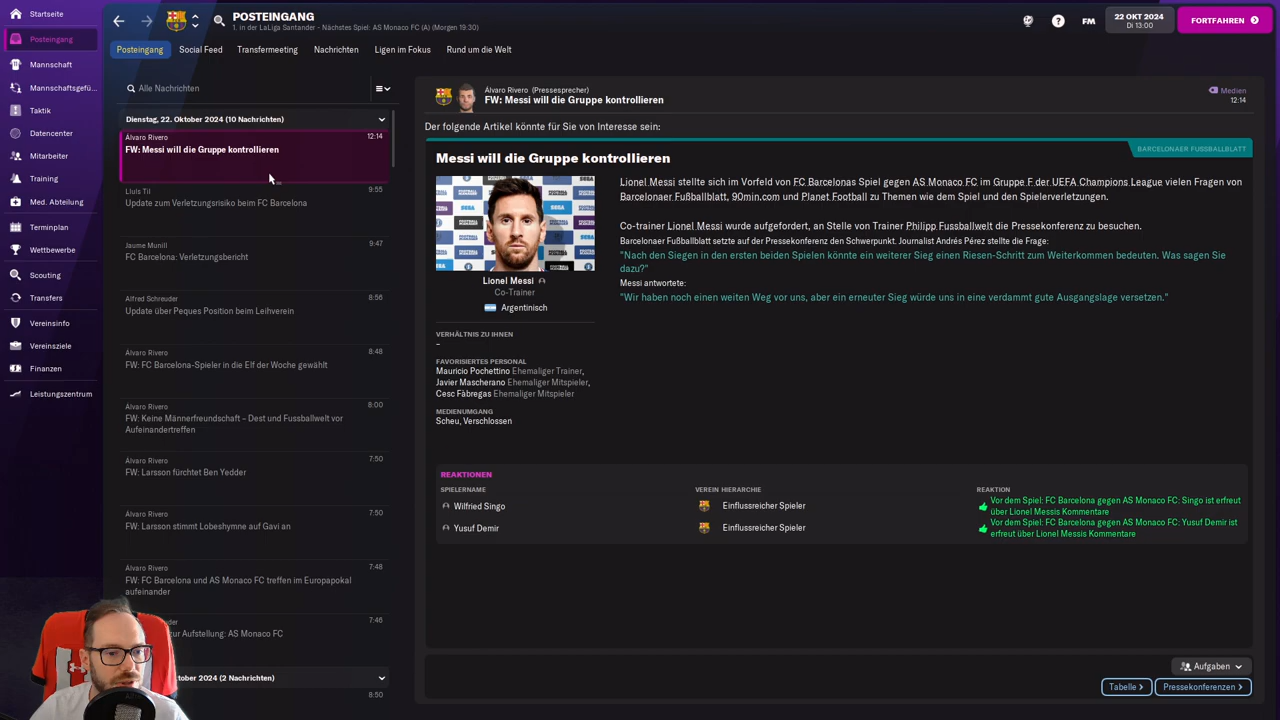 Startseite
Posteingang
Mannschaft
Mannschaftsgefü...
Taktik
Datencenter
Mitarbeiter
Training
Med. Abteilung
Terminplan
Wettbewerbe
Scouting
Transfers
Vereinsinfo
Vereinsziele
Finanzen
Leistungszentrum
POSTEINGANG
1. in der LaLiga Santander - Nächstes Spiel: AS Monaco FC (A) (Morgen 19:30)
FM
22 OKT 2024
Di 13:00
FORTFAHREN
Posteingang Social Feed Transfermeeting Nachrichten Ligen im Fokus Rund um die Welt
Alle Nachrichten
Dienstag, 22. Oktober 2024 (10 Nachrichten)
Álvaro Rivero 12:14
FW: Messi will die Gruppe kontrollieren
Lluls Til 9:55
Update zum Verletzungsrisiko beim FC Barcelona
Jaume Munill 9:47
FC Barcelona: Verletzungsbericht
Alfred Schreuder 8:56
Update über Peques Position beim Leihverein
Álvaro Rivero 8:48
FW: FC Barcelona-Spieler in die Elf der Woche gewählt
Álvaro Rivero 8:00
FW: Keine Männerfreundschaft – Dest und Fussballwelt vor
Aufeinandertreffen
Álvaro Rivero 7:50
FW: Larsson fürchtet Ben Yedder
Álvaro Rivero 7:50
FW: Larsson stimmt Lobeshymne auf Gavi an
Álvaro Rivero 7:48
FW: FC Barcelona und AS Monaco FC treffen im Europapokal
aufeinander
uder 7:46
zur Aufstellung: AS Monaco FC
ktober 2024 (2 Nachrichten)
8:50
Álvaro Rivero (Pressesprecher)
FW: Messi will die Gruppe kontrollieren
Medien
12:14
Der folgende Artikel könnte für Sie von Interesse sein:
BARCELONAER FUSSBALLBLATT
Messi will die Gruppe kontrollieren
SEGA
Lionel Messi
Co-Trainer
Argentinisch
VERHÄLTNIS ZU IHNEN
–
FAVORISIERTES PERSONAL
Mauricio Pochettino Ehemaliger Trainer,
Javier Mascherano Ehemaliger Mitspieler,
Cesc Fàbregas Ehemaliger Mitspieler
MEDIENUMGANG
Scheu, Verschlossen
Lionel Messi stellte sich im Vorfeld von FC Barcelonas Spiel gegen AS Monaco FC im Gruppe F der UEFA Champions League vielen Fragen von
Barcelonaer Fußballblatt, 90min.com und Planet Football zu Themen wie dem Spiel und den Spielerverletzungen.
Co-trainer Lionel Messi wurde aufgefordert, an Stelle von Trainer Philipp Fussballwelt die Pressekonferenz zu besuchen.
Barcelonaer Fußballblatt setzte auf der Pressekonferenz den Schwerpunkt. Journalist Andrés Pérez stellte die Frage:
"Nach den Siegen in den ersten beiden Spielen könnte ein weiterer Sieg einen Riesen-Schritt zum Weiterkommen bedeuten. Was sagen Sie
dazu?"
Messi antwortete:
"Wir haben noch einen weiten Weg vor uns, aber ein erneuter Sieg würde uns in eine verdammt gute Ausgangslage versetzen."
REAKTIONEN
SPIELERNAME VEREIN HIERARCHIE REAKTION
Wilfried Singo Einflussreicher Spieler Vor dem Spiel: FC Barcelona gegen AS Monaco FC: Singo ist erfreut
über Lionel Messis Kommentare
Yusuf Demir Einflussreicher Spieler Vor dem Spiel: FC Barcelona gegen AS Monaco FC: Yusuf Demir ist
erfreut über Lionel Messis Kommentare
Aufgaben
Tabelle
Pressekonferenzen